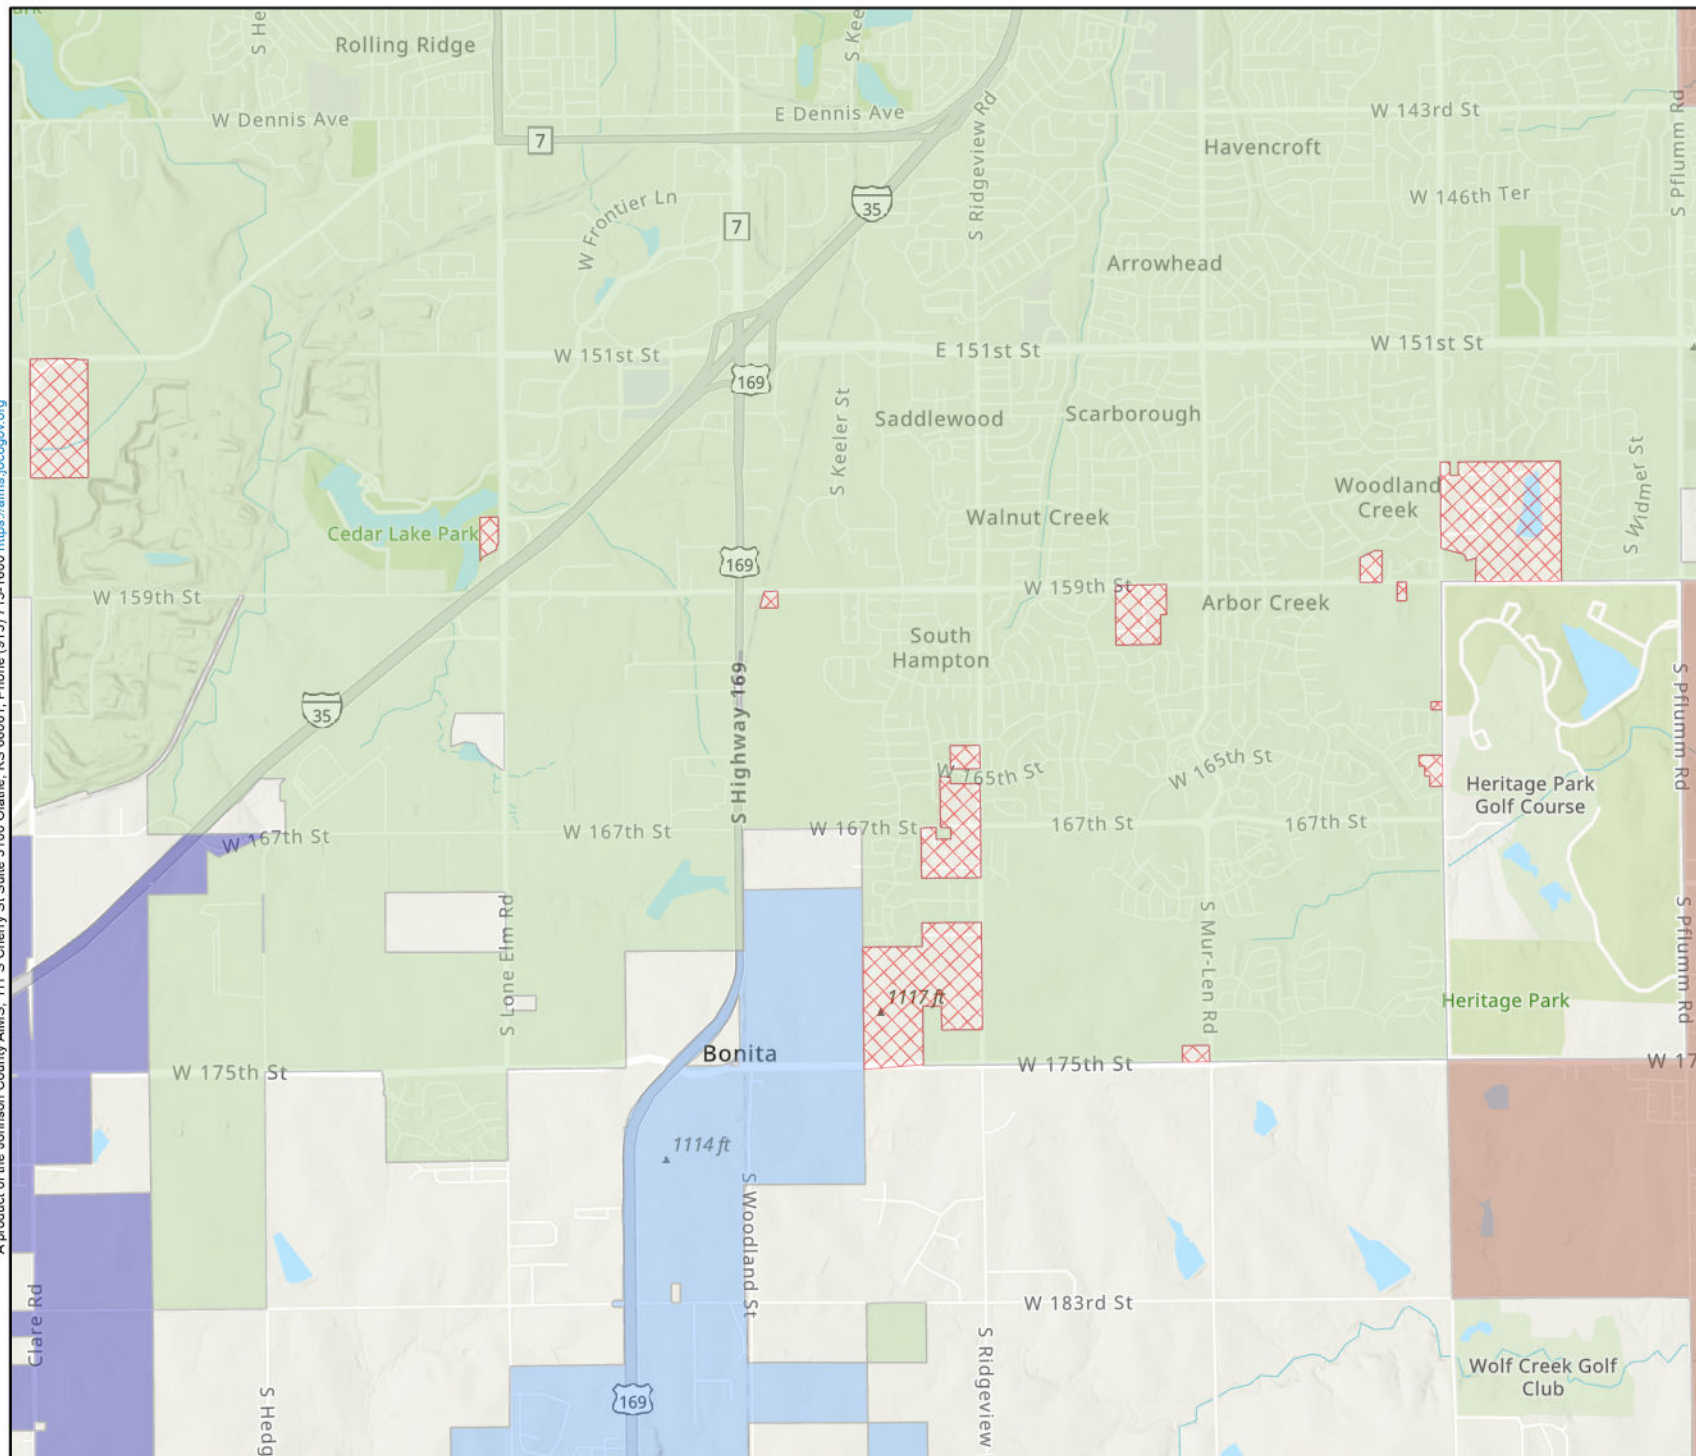 S He
Rolling Ridge
S Kee
W Dennis Ave
E Dennis Ave
W 143rd St
S Pflumm Rd
7
S Ridgeview Rd
Havencroft
W 146th Ter
W Frontier Ln
7
35
Arrowhead
W 151st St
E 151st St
W 151st St
169
S Keeler St
Saddlewood
Scarborough
Woodland
Creek
S Widmer St
Cedar Lake Park
Walnut Creek
169
W 159th St
W 159th St
Arbor Creek
South
Hampton
S Highway 169
S Pflumm Rd
35
W 165th St
W 165th St
Heritage Park
Golf Course
W 167th St
W 167th St
W 167th St
167th St
167th St
S Lone Elm Rd
S Mur-Len Rd
S Pflumm Rd
1117 ft
Heritage Park
Bonita
W 175th St
W 175th St
W 17
1114 ft
S Woodland St
Clare Rd
W 183rd St
S Hedg
169
S Ridgeview
Wolf Creek Golf
Club